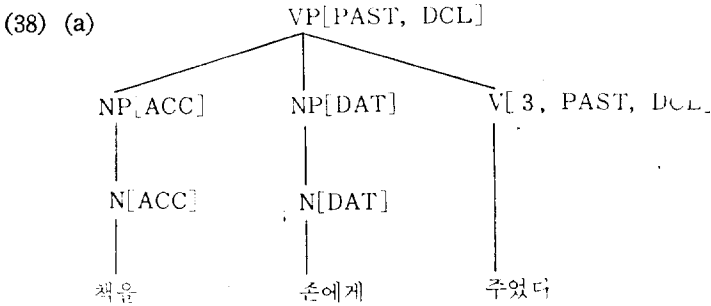 (38) (a) VP[PAST, DCL]
NP[ACC] NP[DAT] V[3, PAST, DCL]
N[ACC] N[DAT]
책을 존에게 주었다